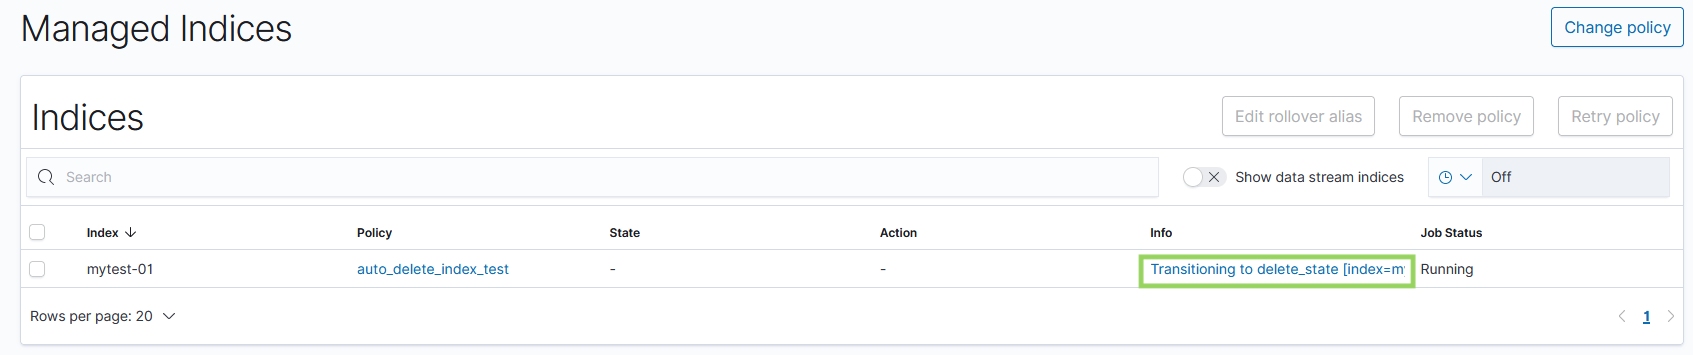 Managed Indices
Change policy
Indices
Edit rollover alias Remove policy Retry policy
Search Show data stream indices Off
Index Policy State Action Info Job Status
mytest-01 auto_delete_index_test - - Transitioning to delete_state [index=my Running
Rows per page: 20 1